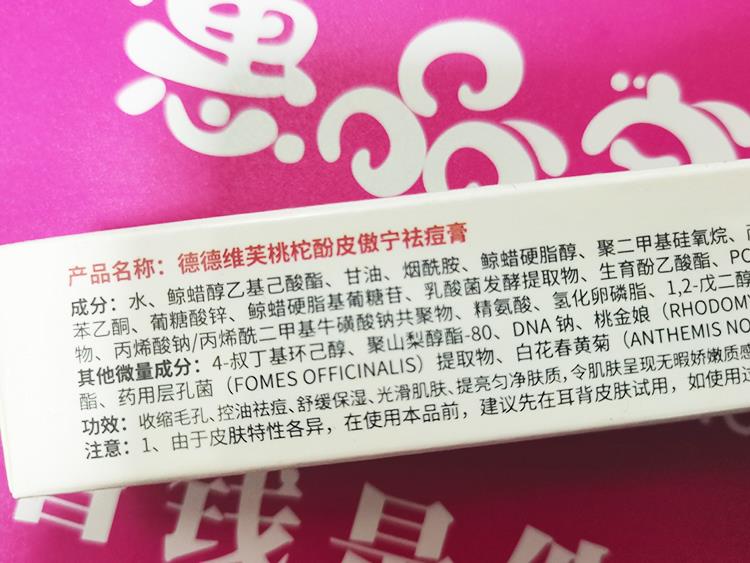 产品名称：德德维芙桃柁酚皮傲宁祛痘膏
成分：水、鲸蜡醇乙基己酸酯、甘油、烟酰胺、鲸蜡硬脂醇、聚二甲基硅氧烷、
苯乙酮、葡糖酸锌、鲸蜡硬脂基葡糖苷、乳酸菌发酵提取物、生育酚乙酸酯、PO
物、丙烯酸钠/丙烯酰二甲基牛磺酸钠共聚物、精氨酸、氢化卵磷脂、1,2-戊二醇
其他微量成分：4-叔丁基环己醇、聚山梨醇酯-80、DNA 钠、桃金娘（RHODOMY
酯、药用层孔菌（FOMES OFFICINALIS）提取物、白花春黄菊（ANTHEMIS NO
功效：收缩毛孔、控油祛痘、舒缓保湿、光滑肌肤、提亮匀净肤质，令肌肤呈现无暇娇嫩质感
注意：1、由于皮肤特性各异，在使用本品前，建议先在耳背皮肤试用，如使用